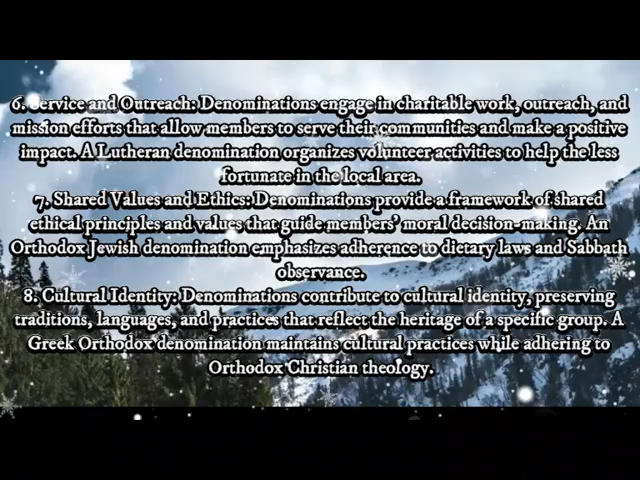 6. Service and Outreach: Denominations engage in charitable work, outreach, and
mission efforts that allow members to serve their communities and make a positive
impact. A Lutheran denomination organizes volunteer activities to help the less
fortunate in the local area.
7. Shared Values and Ethics: Denominations provide a framework of shared
ethical principles and values that guide members' moral decision-making. An
Orthodox Jewish denomination emphasizes adherence to dietary laws and Sabbath
observance.
8. Cultural Identity: Denominations contribute to cultural identity, preserving
traditions, languages, and practices that reflect the heritage of a specific group. A
Greek Orthodox denomination maintains cultural practices while adhering to
Orthodox Christian theology.